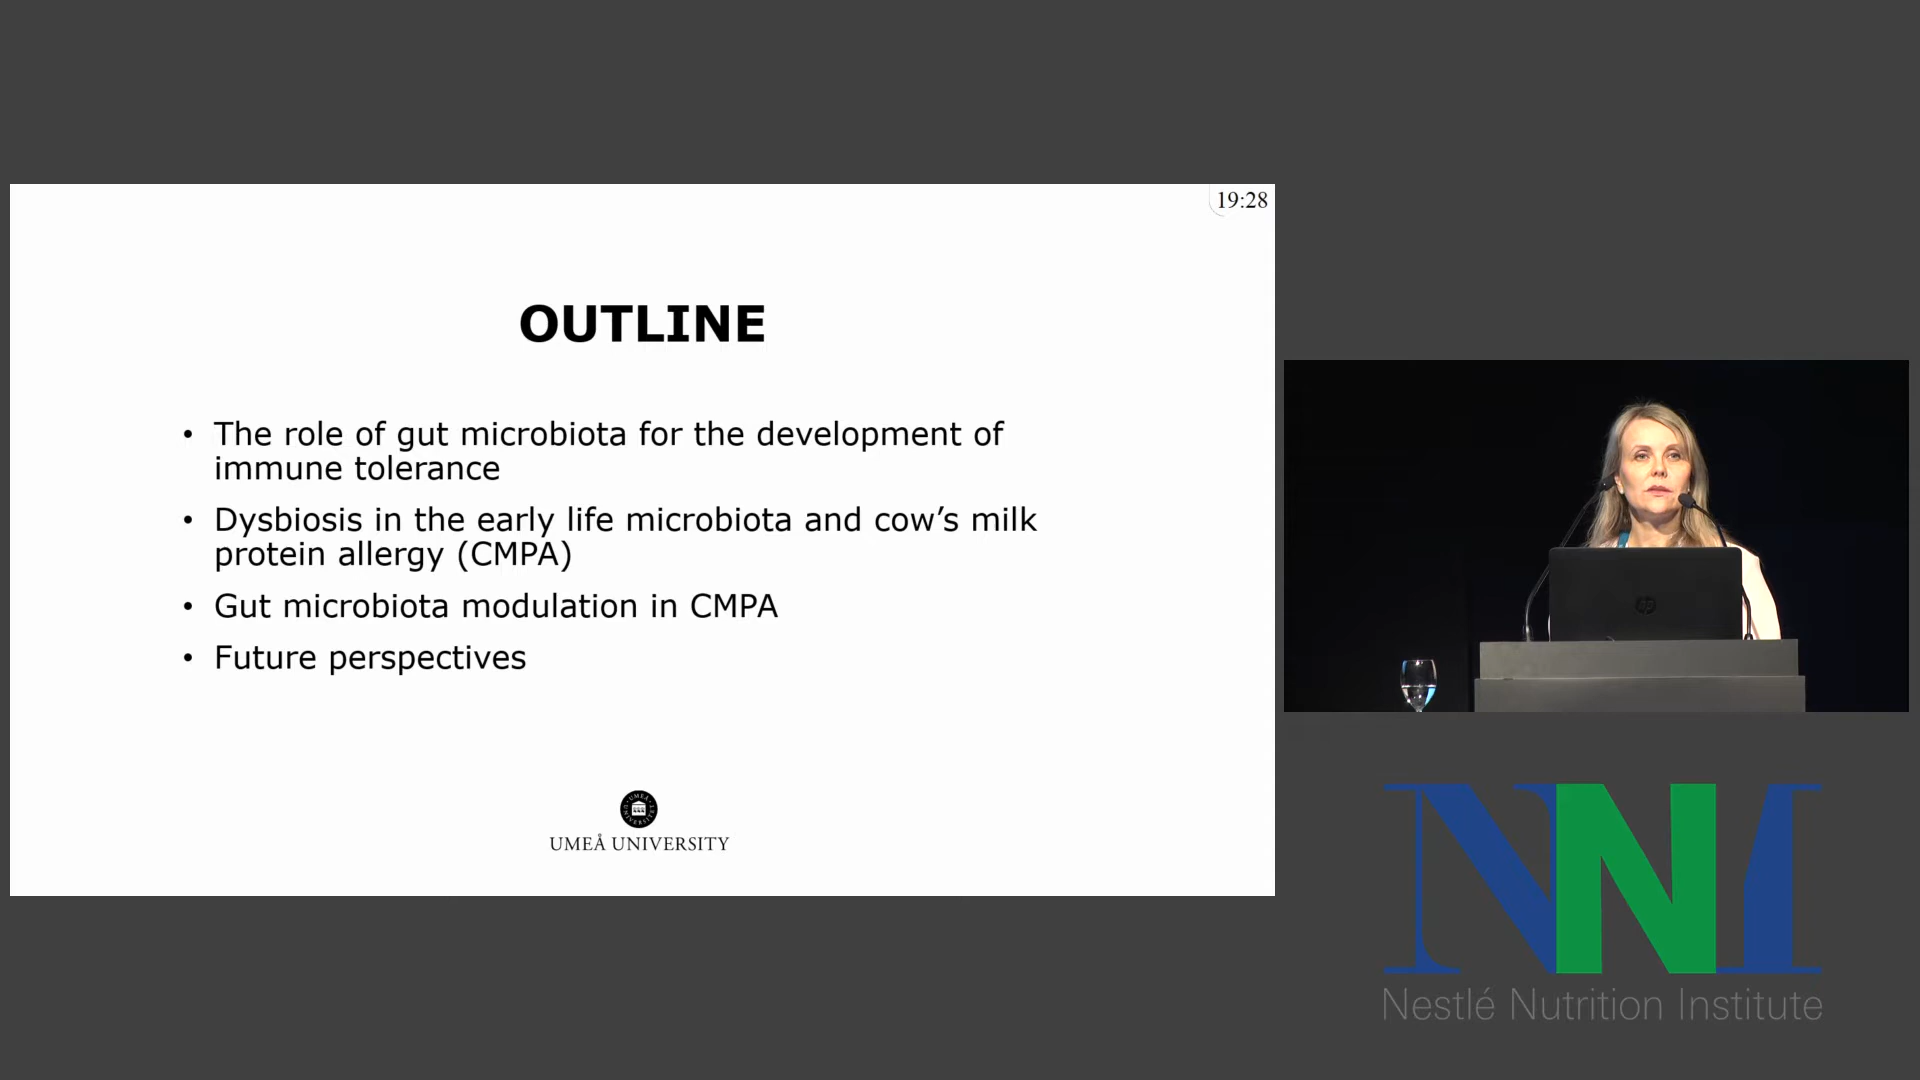 19:28
OUTLINE
• The role of gut microbiota for the development of
immune tolerance
• Dysbiosis in the early life microbiota and cow’s milk
protein allergy (CMPA)
• Gut microbiota modulation in CMPA
• Future perspectives
UMEÅ UNIVERSITY
hp
NNI
Nestlé Nutrition Institute